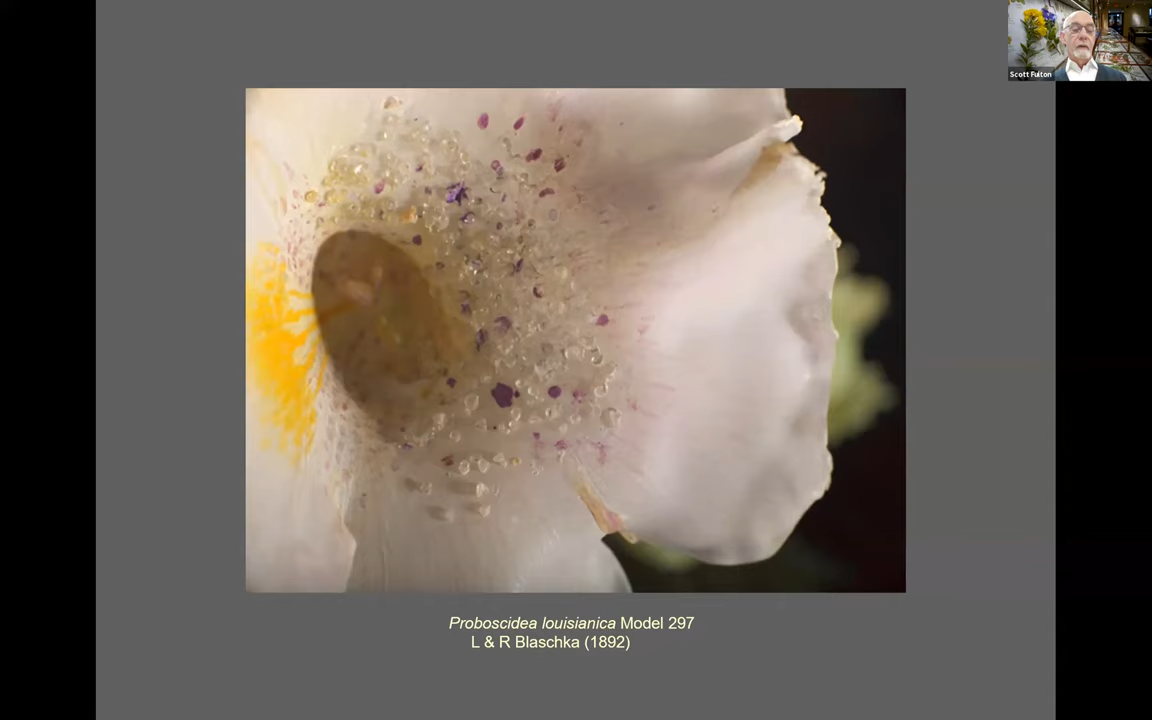 Scott Fulton
Proboscidea louisianica Model 297
L & R Blaschka (1892)